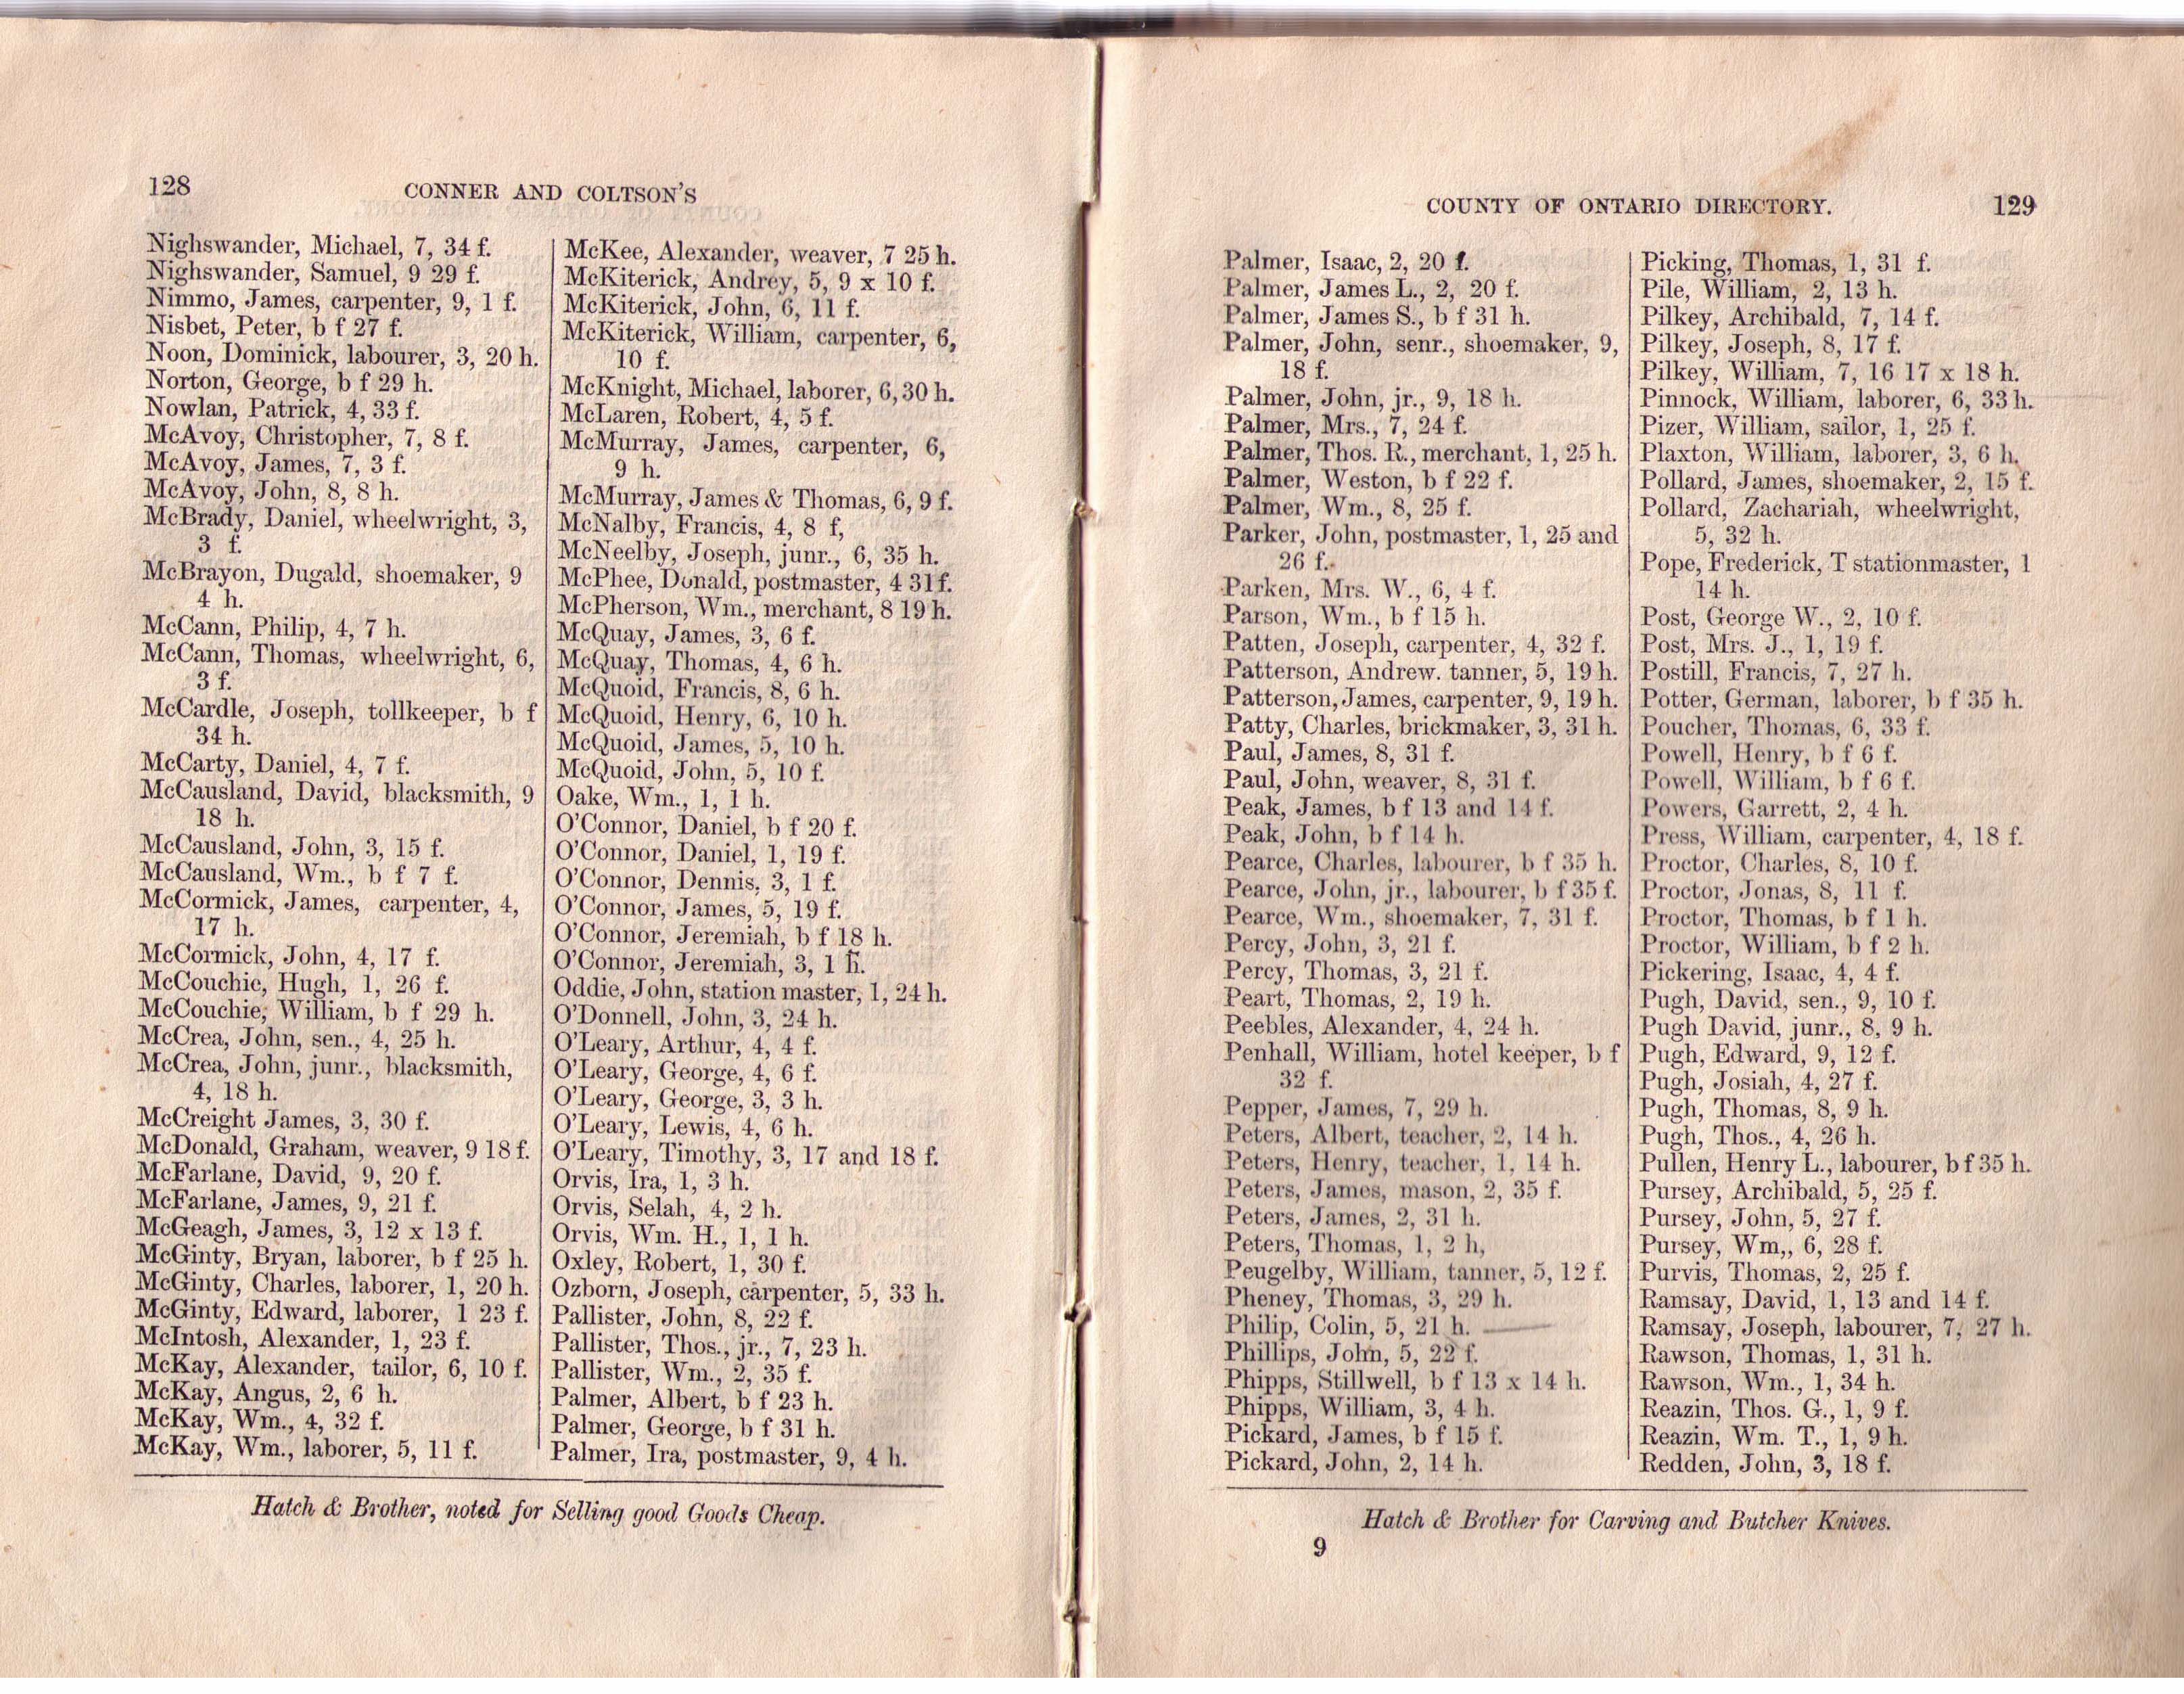 128
CONNER AND COLTSON'S
Nighswander, Michael, 7, 34 f.
Nighswander, Samuel, 9 29 f.
Nimmo, James, carpenter, 9, 1 f.
Nisbet, Peter, b f 27 f.
Noon, Dominick, labourer, 3, 20 h.
Norton, George, b f 29 h.
Nowlan, Patrick, 4, 33 f.
McAvoy, Christopher, 7, 8 f.
McAvoy, James, 7, 3 f.
McAvoy, John, 8, 8 h.
McBrady, Daniel, wheelwright, 3,
3 f.
McBrayon, Dugald, shoemaker, 9
4 h.
McCann, Philip, 4, 7 h.
McCann, Thomas, wheelwright, 6,
3 f.
McCardle, Joseph, tollkeeper, b f
34 h.
McCarty, Daniel, 4, 7 f.
McCausland, David, blacksmith, 9
18 h.
McCausland, John, 3, 15 f.
McCausland, Wm., b f 7 f.
McCormick, James, carpenter, 4,
17 h.
McCormick, John, 4, 17 f.
McCouchie, Hugh, 1, 26 f.
McCouchie, William, b f 29 h.
McCrea, John, sen., 4, 25 h.
McCrea, John, junr., blacksmith,
4, 18 h.
McCreight James, 3, 30 f.
McDonald, Graham, weaver, 9 18 f.
McFarlane, David, 9, 20 f.
McFarlane, James, 9, 21 f.
McGeagh, James, 3, 12 x 13 f.
McGinty, Bryan, laborer, b f 25 h.
McGinty, Charles, laborer, 1, 20 h.
McGinty, Edward, laborer, 1 23 f.
McIntosh, Alexander, 1, 23 f.
McKay, Alexander, tailor, 6, 10 f.
McKay, Angus, 2, 6 h.
McKay, Wm., 4, 32 f.
McKay, Wm., laborer, 5, 11 f.
McKee, Alexander, weaver, 7 25 h.
McKiterick, Andrey, 5, 9 x 10 f.
McKiterick, John, 6, 11 f.
McKiterick, William, carpenter, 6,
10 f.
McKnight, Michael, laborer, 6, 30 h.
McLaren, Robert, 4, 5 f.
McMurray, James, carpenter, 6,
9 h.
McMurray, James & Thomas, 6, 9 f.
McNalby, Francis, 4, 8 f,
McNeelby, Joseph, junr., 6, 35 h.
McPhee, Donald, postmaster, 4 31 f.
McPherson, Wm., merchant, 8 19 h.
McQuay, James, 3, 6 f.
McQuay, Thomas, 4, 6 h.
McQuoid, Francis, 8, 6 h.
McQuoid, Henry, 6, 10 h.
McQuoid, James, 5, 10 h.
McQuoid, John, 5, 10 f.
Oake, Wm., 1, 1 h.
O'Connor, Daniel, b f 20 f.
O'Connor, Daniel, 1, 19 f.
O'Connor, Dennis, 3, 1 f.
O'Connor, James, 5, 19 f.
O'Connor, Jeremiah, b f 18 h.
O'Connor, Jeremiah, 3, 1 h.
Oddie, John, station master, 1, 24 h.
O'Donnell, John, 3, 24 h.
O'Leary, Arthur, 4, 4 f.
O'Leary, George, 4, 6 f.
O'Leary, George, 3, 3 h.
O'Leary, Lewis, 4, 6 h.
O'Leary, Timothy, 3, 17 and 18 f.
Orvis, Ira, 1, 3 h.
Orvis, Selah, 4, 2 h.
Orvis, Wm. H., 1, 1 h.
Oxley, Robert, 1, 30 f.
Ozborn, Joseph, carpenter, 5, 33 h.
Pallister, John, 8, 22 f.
Pallister, Thos., jr., 7, 23 h.
Pallister, Wm., 2, 35 f.
Palmer, Albert, b f 23 h.
Palmer, George, b f 31 h.
Palmer, Ira, postmaster, 9, 4 h.
Hatch & Brother, noted for Selling good Goods Cheap.
COUNTY OF ONTARIO DIRECTORY.
129
Palmer, Isaac, 2, 20 f.
Palmer, James L., 2, 20 f.
Palmer, James S., b f 31 h.
Palmer, John, senr., shoemaker, 9,
18 f.
Palmer, John, jr., 9, 18 h.
Palmer, Mrs., 7, 24 f.
Palmer, Thos. R., merchant, 1, 25 h.
Palmer, Weston, b f 22 f.
Palmer, Wm., 8, 25 f.
Parker, John, postmaster, 1, 25 and
26 f.
Parken, Mrs. W., 6, 4 f.
Parson, Wm., b f 15 h.
Patten, Joseph, carpenter, 4, 32 f.
Patterson, Andrew. tanner, 5, 19 h.
Patterson, James, carpenter, 9, 19 h.
Patty, Charles, brickmaker, 3, 31 h.
Paul, James, 8, 31 f.
Paul, John, weaver, 8, 31 f.
Peak, James, b f 13 and 14 f.
Peak, John, b f 14 h.
Pearce, Charles, labourer, b f 35 h.
Pearce, John, jr., labourer, b f 35 f.
Pearce, Wm., shoemaker, 7, 31 f.
Percy, John, 3, 21 f.
Percy, Thomas, 3, 21 f.
Peart, Thomas, 2, 19 h.
Peebles, Alexander, 4, 24 h.
Penhall, William, hotel keeper, b f
32 f.
Pepper, James, 7, 29 h.
Peters, Albert, teacher, 2, 14 h.
Peters, Henry, teacher, 1, 14 h.
Peters, James, mason, 2, 35 f.
Peters, James, 2, 31 h.
Peters, Thomas, 1, 2 h,
Peugelby, William, tanner, 5, 12 f.
Pheney, Thomas, 3, 29 h.
Philip, Colin, 5, 21 h.
Phillips, John, 5, 22 f.
Phipps, Stillwell, b f 13 x 14 h.
Phipps, William, 3, 4 h.
Pickard, James, b f 15 f.
Pickard, John, 2, 14 h.
Picking, Thomas, 1, 31 f.
Pile, William, 2, 13 h.
Pilkey, Archibald, 7, 14 f.
Pilkey, Joseph, 8, 17 f.
Pilkey, William, 7, 16 17 x 18 h.
Pinnock, William, laborer, 6, 33 h.
Pizer, William, sailor, 1, 25 f.
Plaxton, William, laborer, 3, 6 h.
Pollard, James, shoemaker, 2, 15 f.
Pollard, Zachariah, wheelwright,
5, 32 h.
Pope, Frederick, T stationmaster, 1
14 h.
Post, George W., 2, 10 f.
Post, Mrs. J., 1, 19 f.
Postill, Francis, 7, 27 h.
Potter, German, laborer, b f 35 h.
Poucher, Thomas, 6, 33 f.
Powell, Henry, b f 6 f.
Powell, William, b f 6 f.
Powers, Garrett, 2, 4 h.
Press, William, carpenter, 4, 18 f.
Proctor, Charles, 8, 10 f.
Proctor, Jonas, 8, 11 f.
Proctor, Thomas, b f 1 h.
Proctor, William, b f 2 h.
Pickering, Isaac, 4, 4 f.
Pugh, David, sen., 9, 10 f.
Pugh David, junr., 8, 9 h.
Pugh, Edward, 9, 12 f.
Pugh, Josiah, 4, 27 f.
Pugh, Thomas, 8, 9 h.
Pugh, Thos., 4, 26 h.
Pullen, Henry L., labourer, b f 35 h.
Pursey, Archibald, 5, 25 f.
Pursey, John, 5, 27 f.
Pursey, Wm,, 6, 28 f.
Purvis, Thomas, 2, 25 f.
Ramsay, David, 1, 13 and 14 f.
Ramsay, Joseph, labourer, 7, 27 h.
Rawson, Thomas, 1, 31 h.
Rawson, Wm., 1, 34 h.
Reazin, Thos. G., 1, 9 f.
Reazin, Wm. T., 1, 9 h.
Redden, John, 3, 18 f.
Hatch & Brother for Carving and Butcher Knives.
9